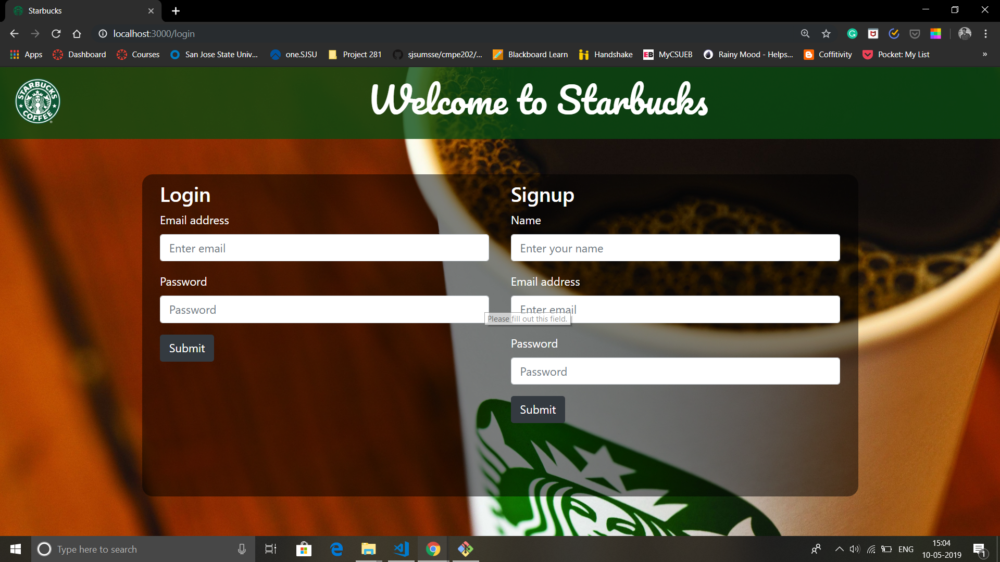 Starbucks
localhost:3000/login
Apps Dashboard Courses San Jose State Univ... one.SJSU Project 281 sjsumsse/cmpe202/... Blackboard Learn Handshake EB MyCSUEB Rainy Mood - Helps... Coffitivity Pocket: My List »
STARBUCKS COFFEE
Welcome to Starbucks
Login
Email address
Enter email
Password
Password
Submit
Signup
Name
Enter your name
Email address
Enter email
Please fill out this field.
Password
Password
Submit
Type here to search
ENG
15:04
10-05-2019
1